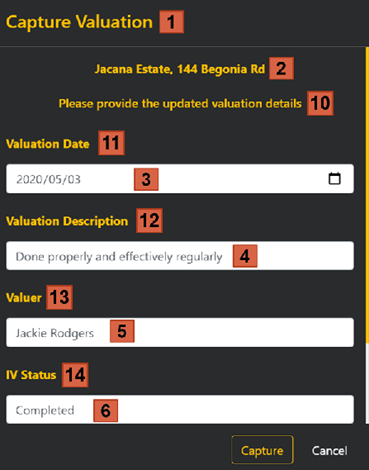 Capture Valuation 1
Jacana Estate, 144 Begonia Rd 2
Please provide the updated valuation details 10
Valuation Date 11
2020/05/03 3
Valuation Description 12
Done properly and effectively regularly 4
Valuer 13
Jackie Rodgers 5
IV Status 14
Completed 6
Capture Cancel